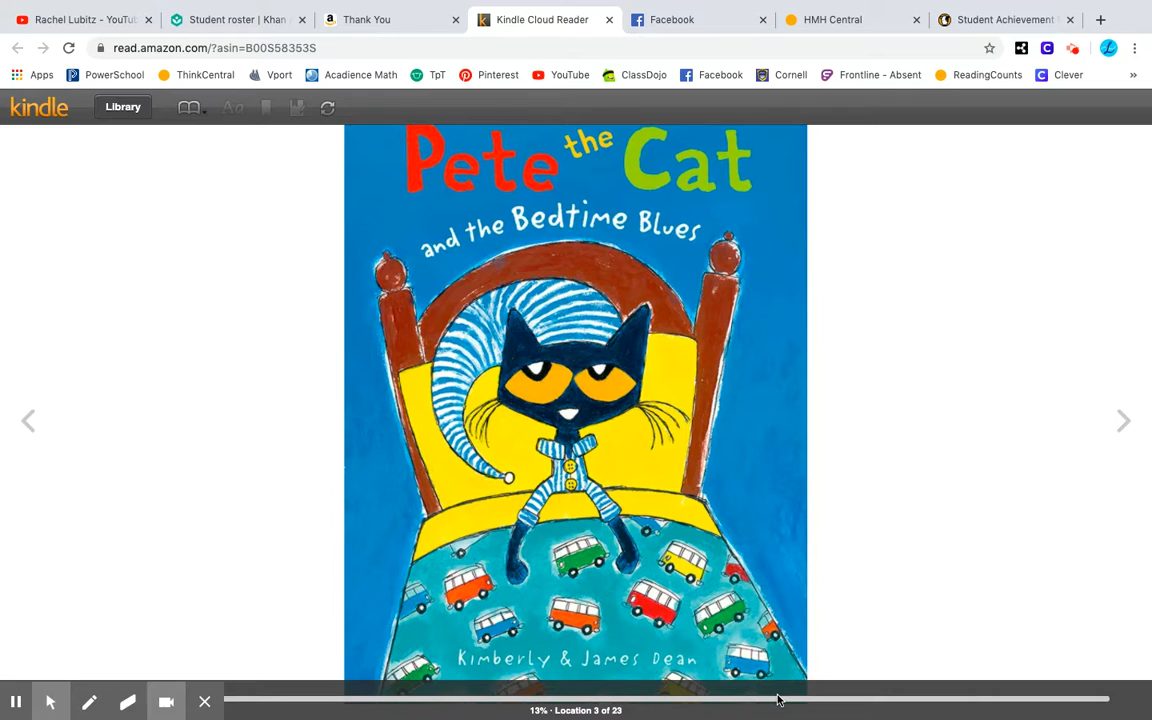 Rachel Lubitz - YouTu
Student roster | Khan
Thank You
Kindle Cloud Reader
Facebook
HMH Central
Student Achievement
read.amazon.com/?asin=B00S58353S
Apps
PowerSchool
ThinkCentral
Vport
Acadience Math
TpT
Pinterest
YouTube
ClassDojo
Facebook
Cornell
Frontline - Absent
ReadingCounts
Clever
kindle
Library
Aa
Pete the Cat
and the Bedtime Blues
Kimberly & James Dean
13% · Location 3 of 23